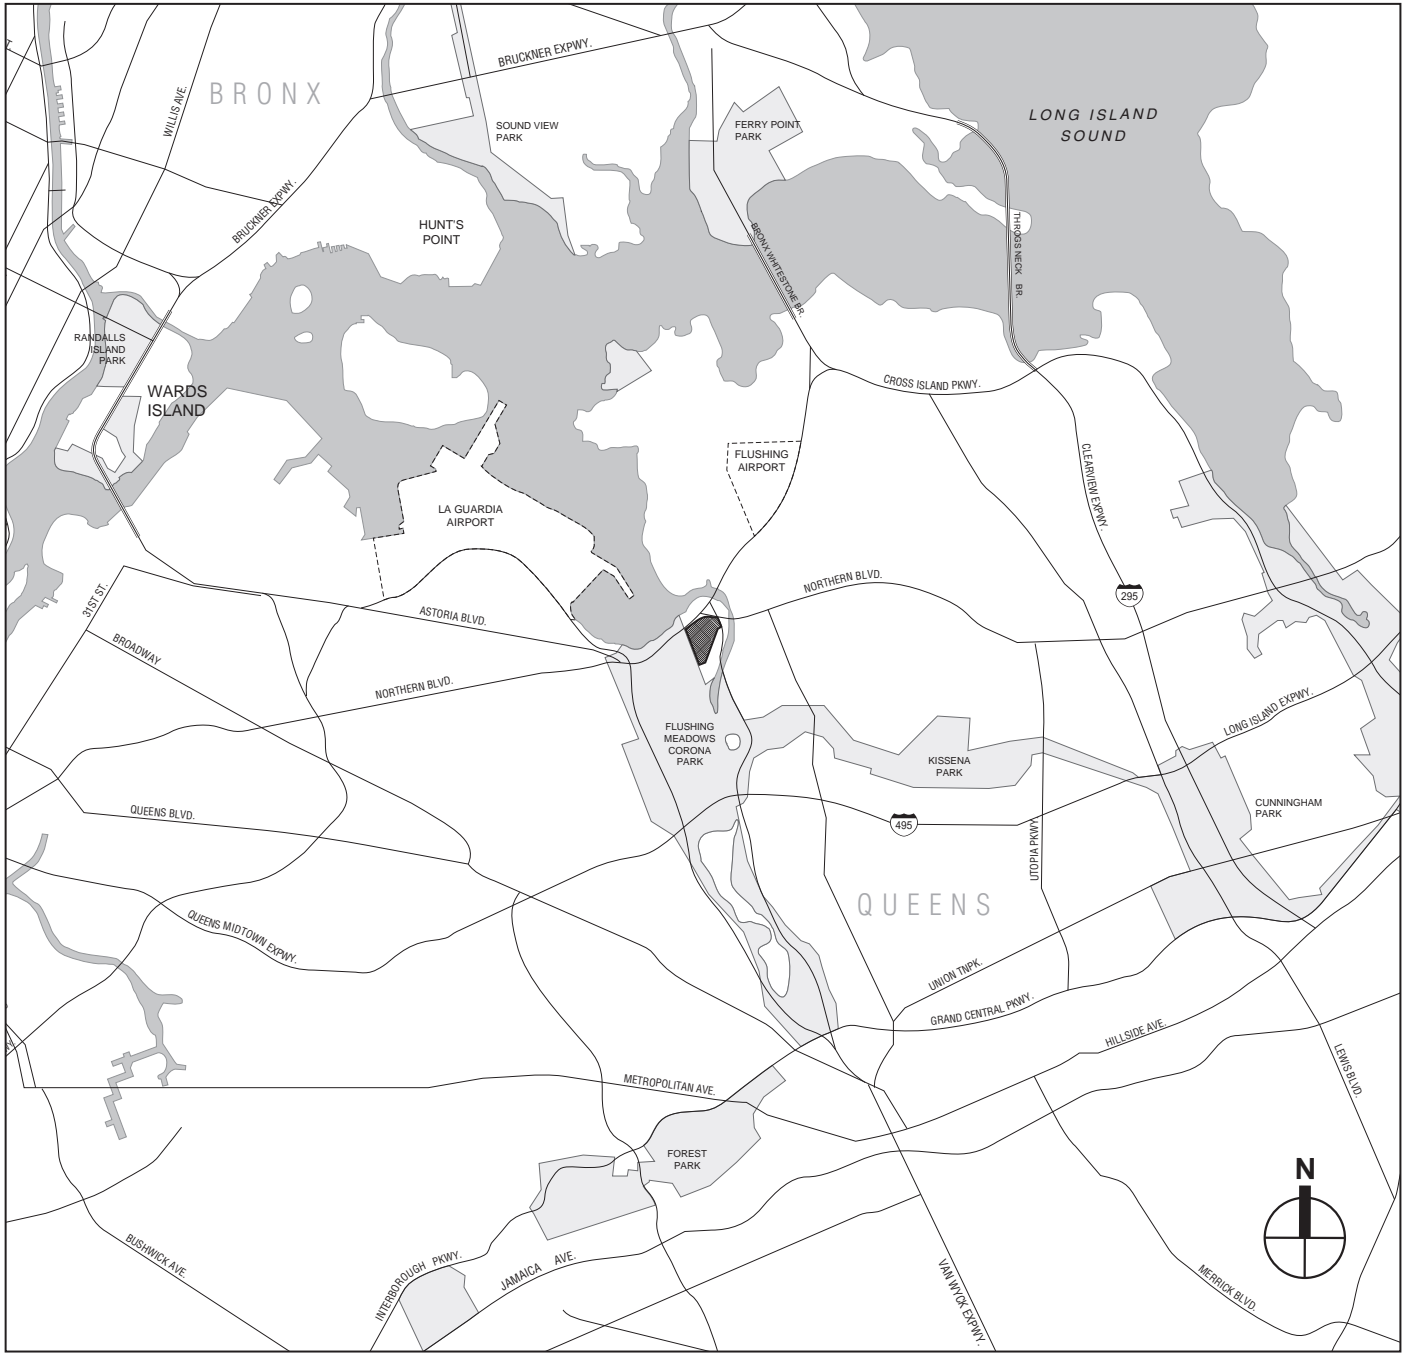 BRUCKNER EXPWY.
BRONX
WILLIS AVE.
LONG ISLAND
SOUND
SOUND VIEW
PARK
FERRY POINT
PARK
BRUCKNER EXPWY.
HUNT'S
POINT
BRONX WHITESTONE BR.
THROGS NECK BR.
RANDALLS
ISLAND
PARK
WARDS
ISLAND
CROSS ISLAND PKWY.
FLUSHING
AIRPORT
CLEARVIEW EXPWY.
LA GUARDIA
AIRPORT
31ST ST.
ASTORIA BLVD.
NORTHERN BLVD.
295
BROADWAY
NORTHERN BLVD.
LONG ISLAND EXPWY.
FLUSHING
MEADOWS
CORONA
PARK
KISSENA
PARK
QUEENS BLVD.
495
CUNNINGHAM
PARK
UTOPIA PKWY.
QUEENS
QUEENS MIDTOWN EXPWY.
UNION TNPK.
GRAND CENTRAL PKWY.
HILLSIDE AVE.
LEWIS BLVD.
METROPOLITAN AVE.
FOREST
PARK
N
BUSHWICK AVE.
INTERBOROUGH PKWY.
JAMAICA AVE.
VAN WYCK EXPWY.
MERRICK BLVD.